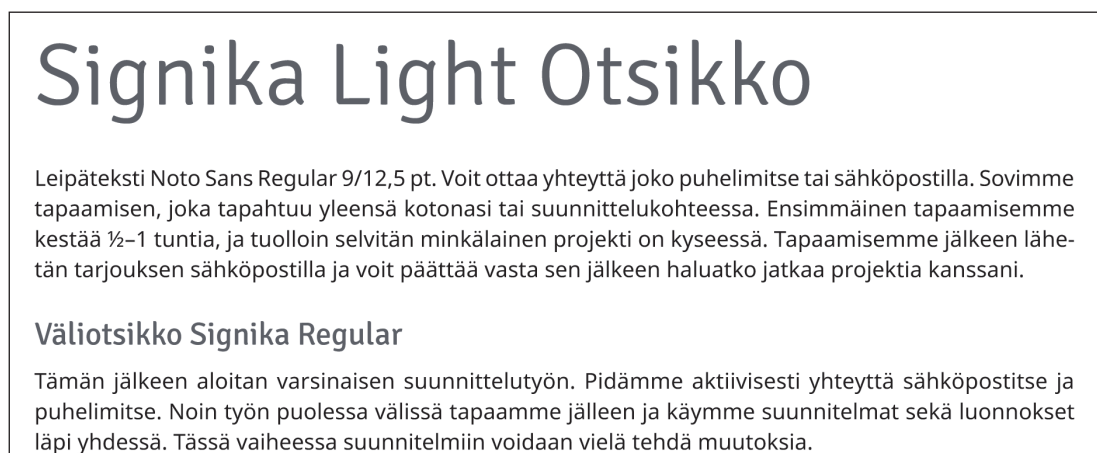 Signika Light Otsikko
Leipäteksti Noto Sans Regular 9/12,5 pt. Voit ottaa yhteyttä joko puhelimitse tai sähköpostilla. Sovimme
tapaamisen, joka tapahtuu yleensä kotonasi tai suunnittelukohteessa. Ensimmäinen tapaamisemme
kestää ½–1 tuntia, ja tuolloin selvitän minkälainen projekti on kyseessä. Tapaamisemme jälkeen lähe-
tän tarjouksen sähköpostilla ja voit päättää vasta sen jälkeen haluatko jatkaa projektia kanssani.
Väliotsikko Signika Regular
Tämän jälkeen aloitan varsinaisen suunnittelutyön. Pidämme aktiivisesti yhteyttä sähköpostitse ja
puhelimitse. Noin työn puolessa välissä tapaamme jälleen ja käymme suunnitelmat sekä luonnokset
läpi yhdessä. Tässä vaiheessa suunnitelmiin voidaan vielä tehdä muutoksia.